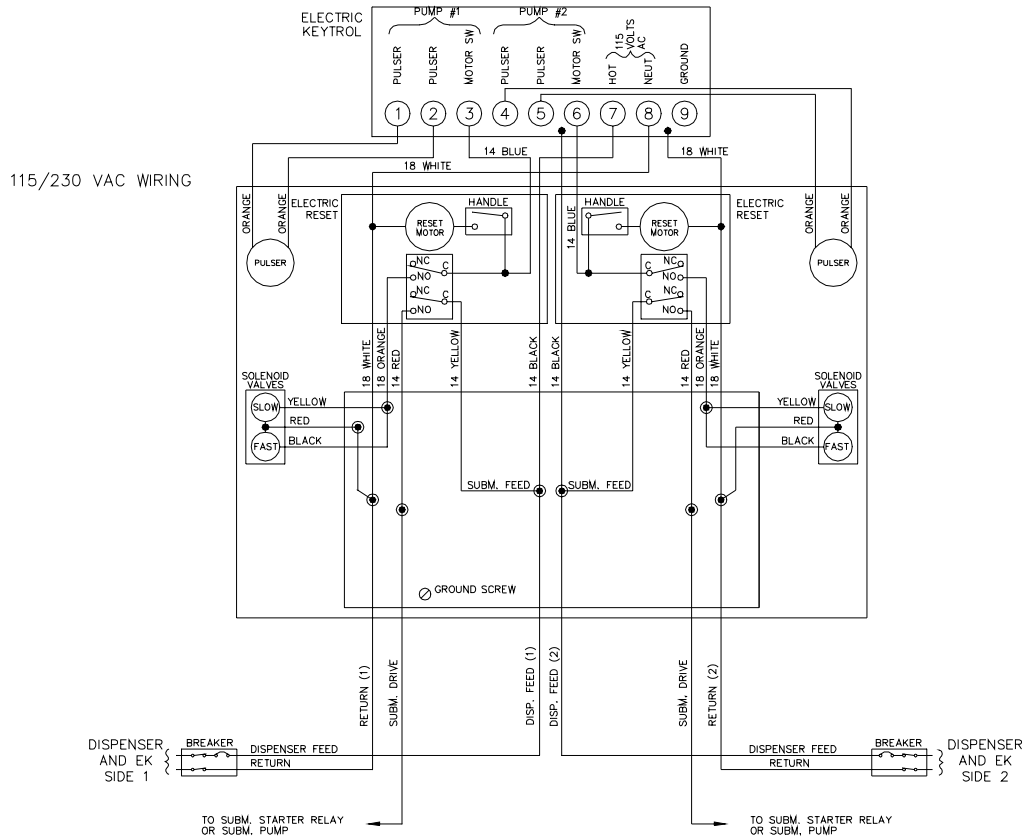 ELECTRIC
KEYTROL
PUMP #1
PUMP #2
PULSER
PULSER
MOTOR SW
PULSER
PULSER
MOTOR SW
115
VOLTS
AC
HOT
NEUT
GROUND
1
2
3
4
5
6
7
8
9
14 BLUE
18 WHITE
18 WHITE
115/230 VAC WIRING
ORANGE
ORANGE
ELECTRIC
RESET
HANDLE
14 BLUE
HANDLE
ELECTRIC
RESET
ORANGE
ORANGE
RESET
MOTOR
RESET
MOTOR
PULSER
PULSER
NC
C
NO
NC
C
NO
NC
C
NO
NC
C
NO
18 WHITE
18 ORANGE
14 RED
14 YELLOW
14 BLACK
14 BLACK
14 YELLOW
14 RED
18 ORANGE
18 WHITE
SOLENOID
VALVES
SLOW
YELLOW
RED
FAST
BLACK
SOLENOID
VALVES
YELLOW
SLOW
RED
BLACK
FAST
SUBM. FEED
SUBM. FEED
GROUND SCREW
RETURN (1)
SUBM. DRIVE
DISP. FEED (1)
DISP. FEED (2)
SUBM. DRIVE
RETURN (2)
DISPENSER
AND EK
SIDE 1
BREAKER
DISPENSER FEED
RETURN
DISPENSER FEED
RETURN
BREAKER
DISPENSER
AND EK
SIDE 2
TO SUBM. STARTER RELAY
OR SUBM. PUMP
TO SUBM. STARTER RELAY
OR SUBM. PUMP